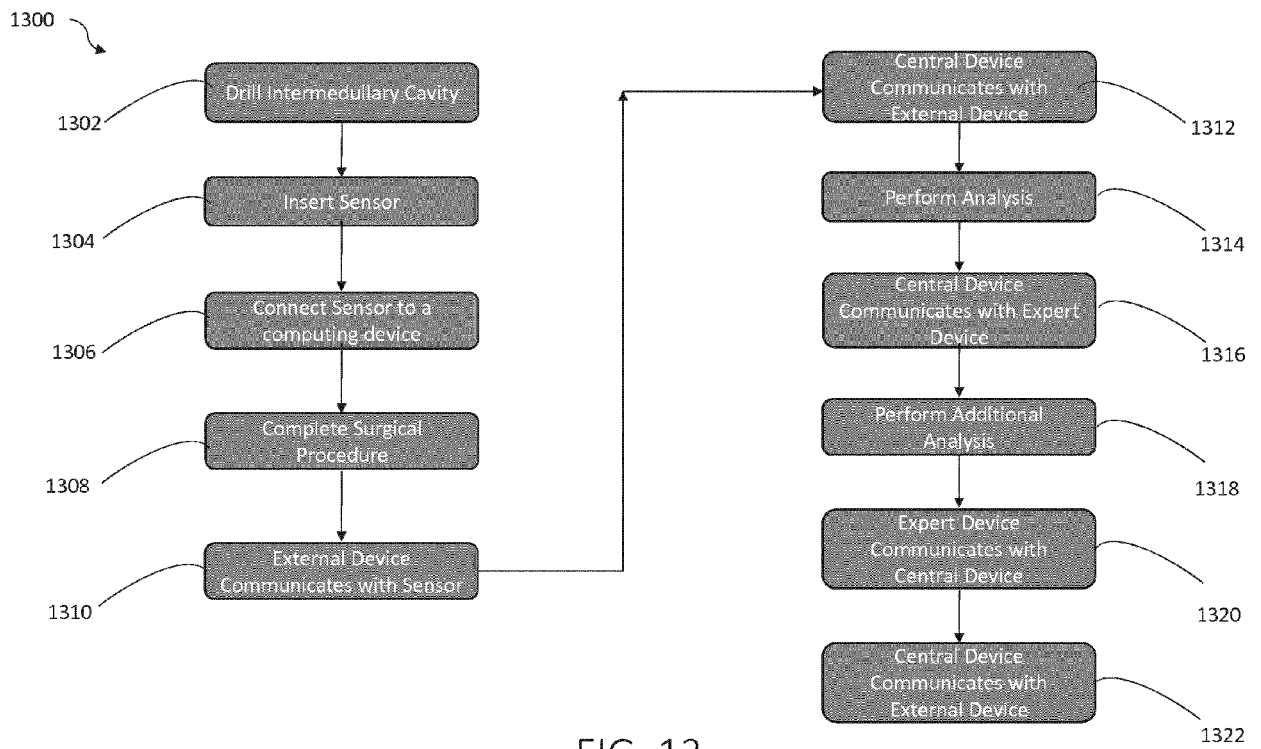 1300
Drill Intermedullary Cavity
1302
Insert Sensor
1304
Connect Sensor to a
computing device
1306
Complete Surgical
Procedure
1308
External Device
Communicates with Sensor
1310
Central Device
Communicates with
External Device
1312
Perform Analysis
1314
Central Device
Communicates with Expert
Device
1316
Perform Additional
Analysis
1318
Expert Device
Communicates with
Central Device
1320
Central Device
Communicates with
External Device
1322